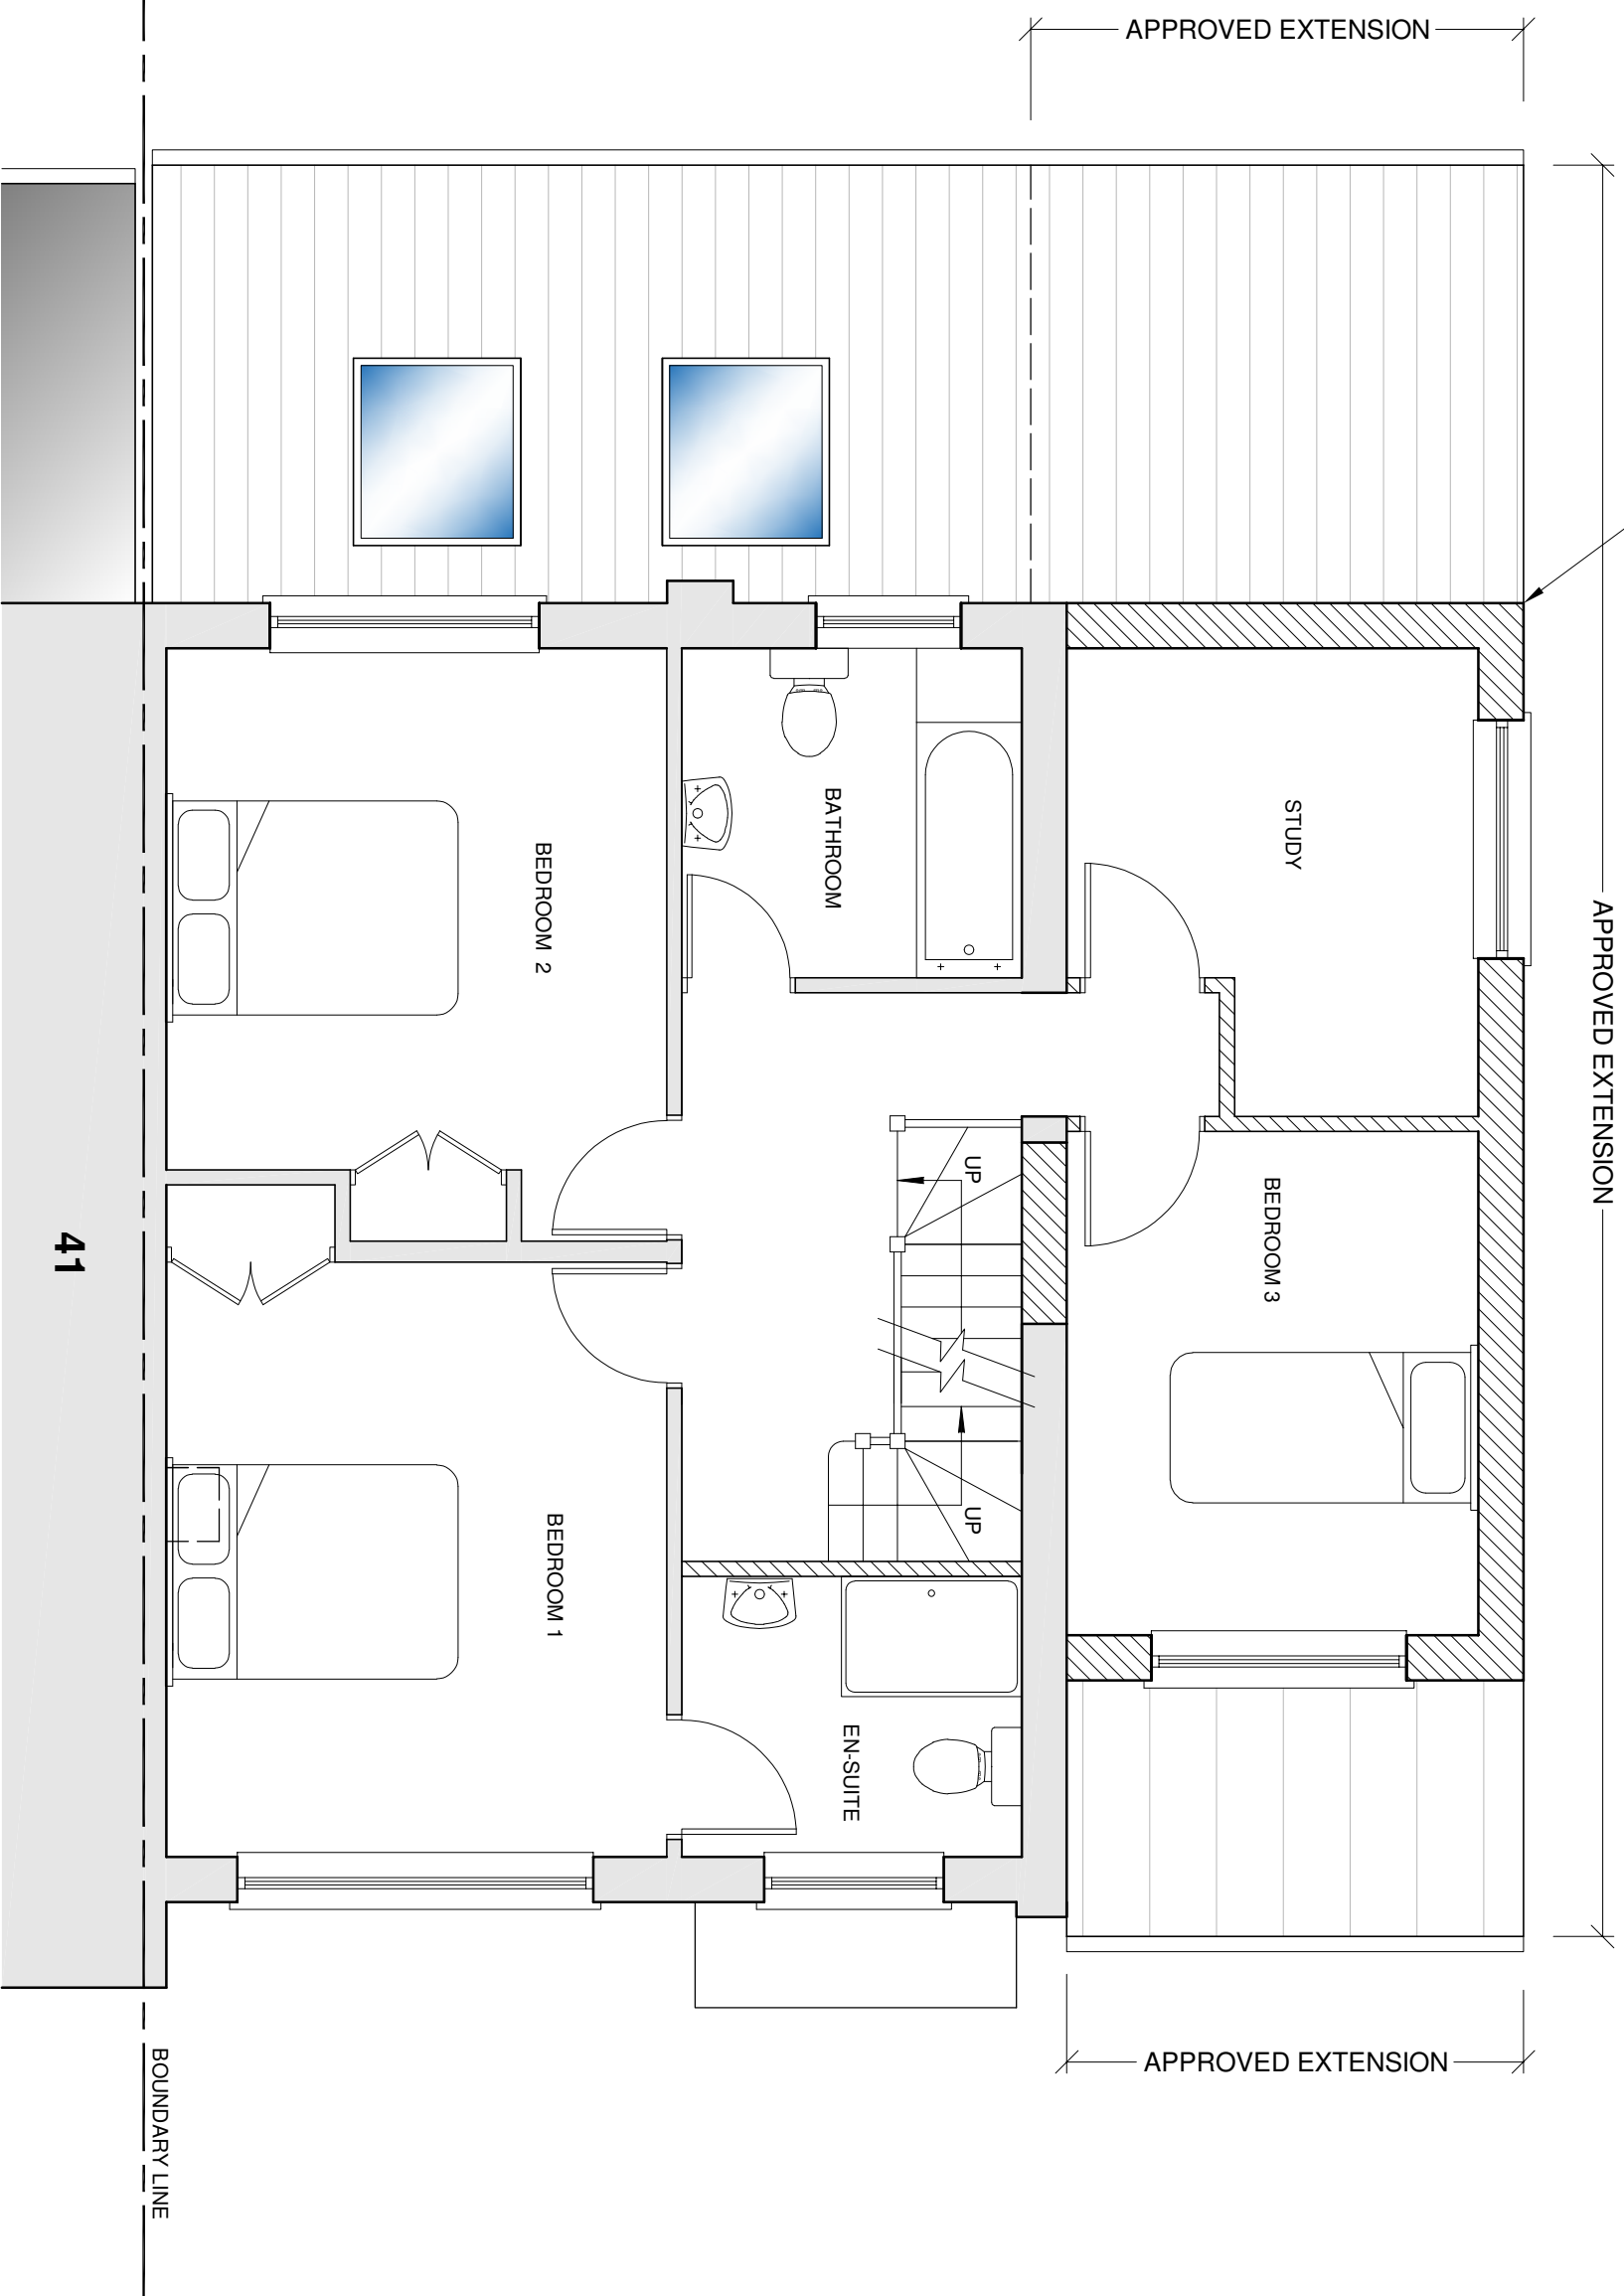 APPROVED EXTENSION
APPROVED EXTENSION
STUDY
BATHROOM
BEDROOM 2
UP
BEDROOM 3
41
UP
BEDROOM 1
EN-SUITE
APPROVED EXTENSION
BOUNDARY LINE